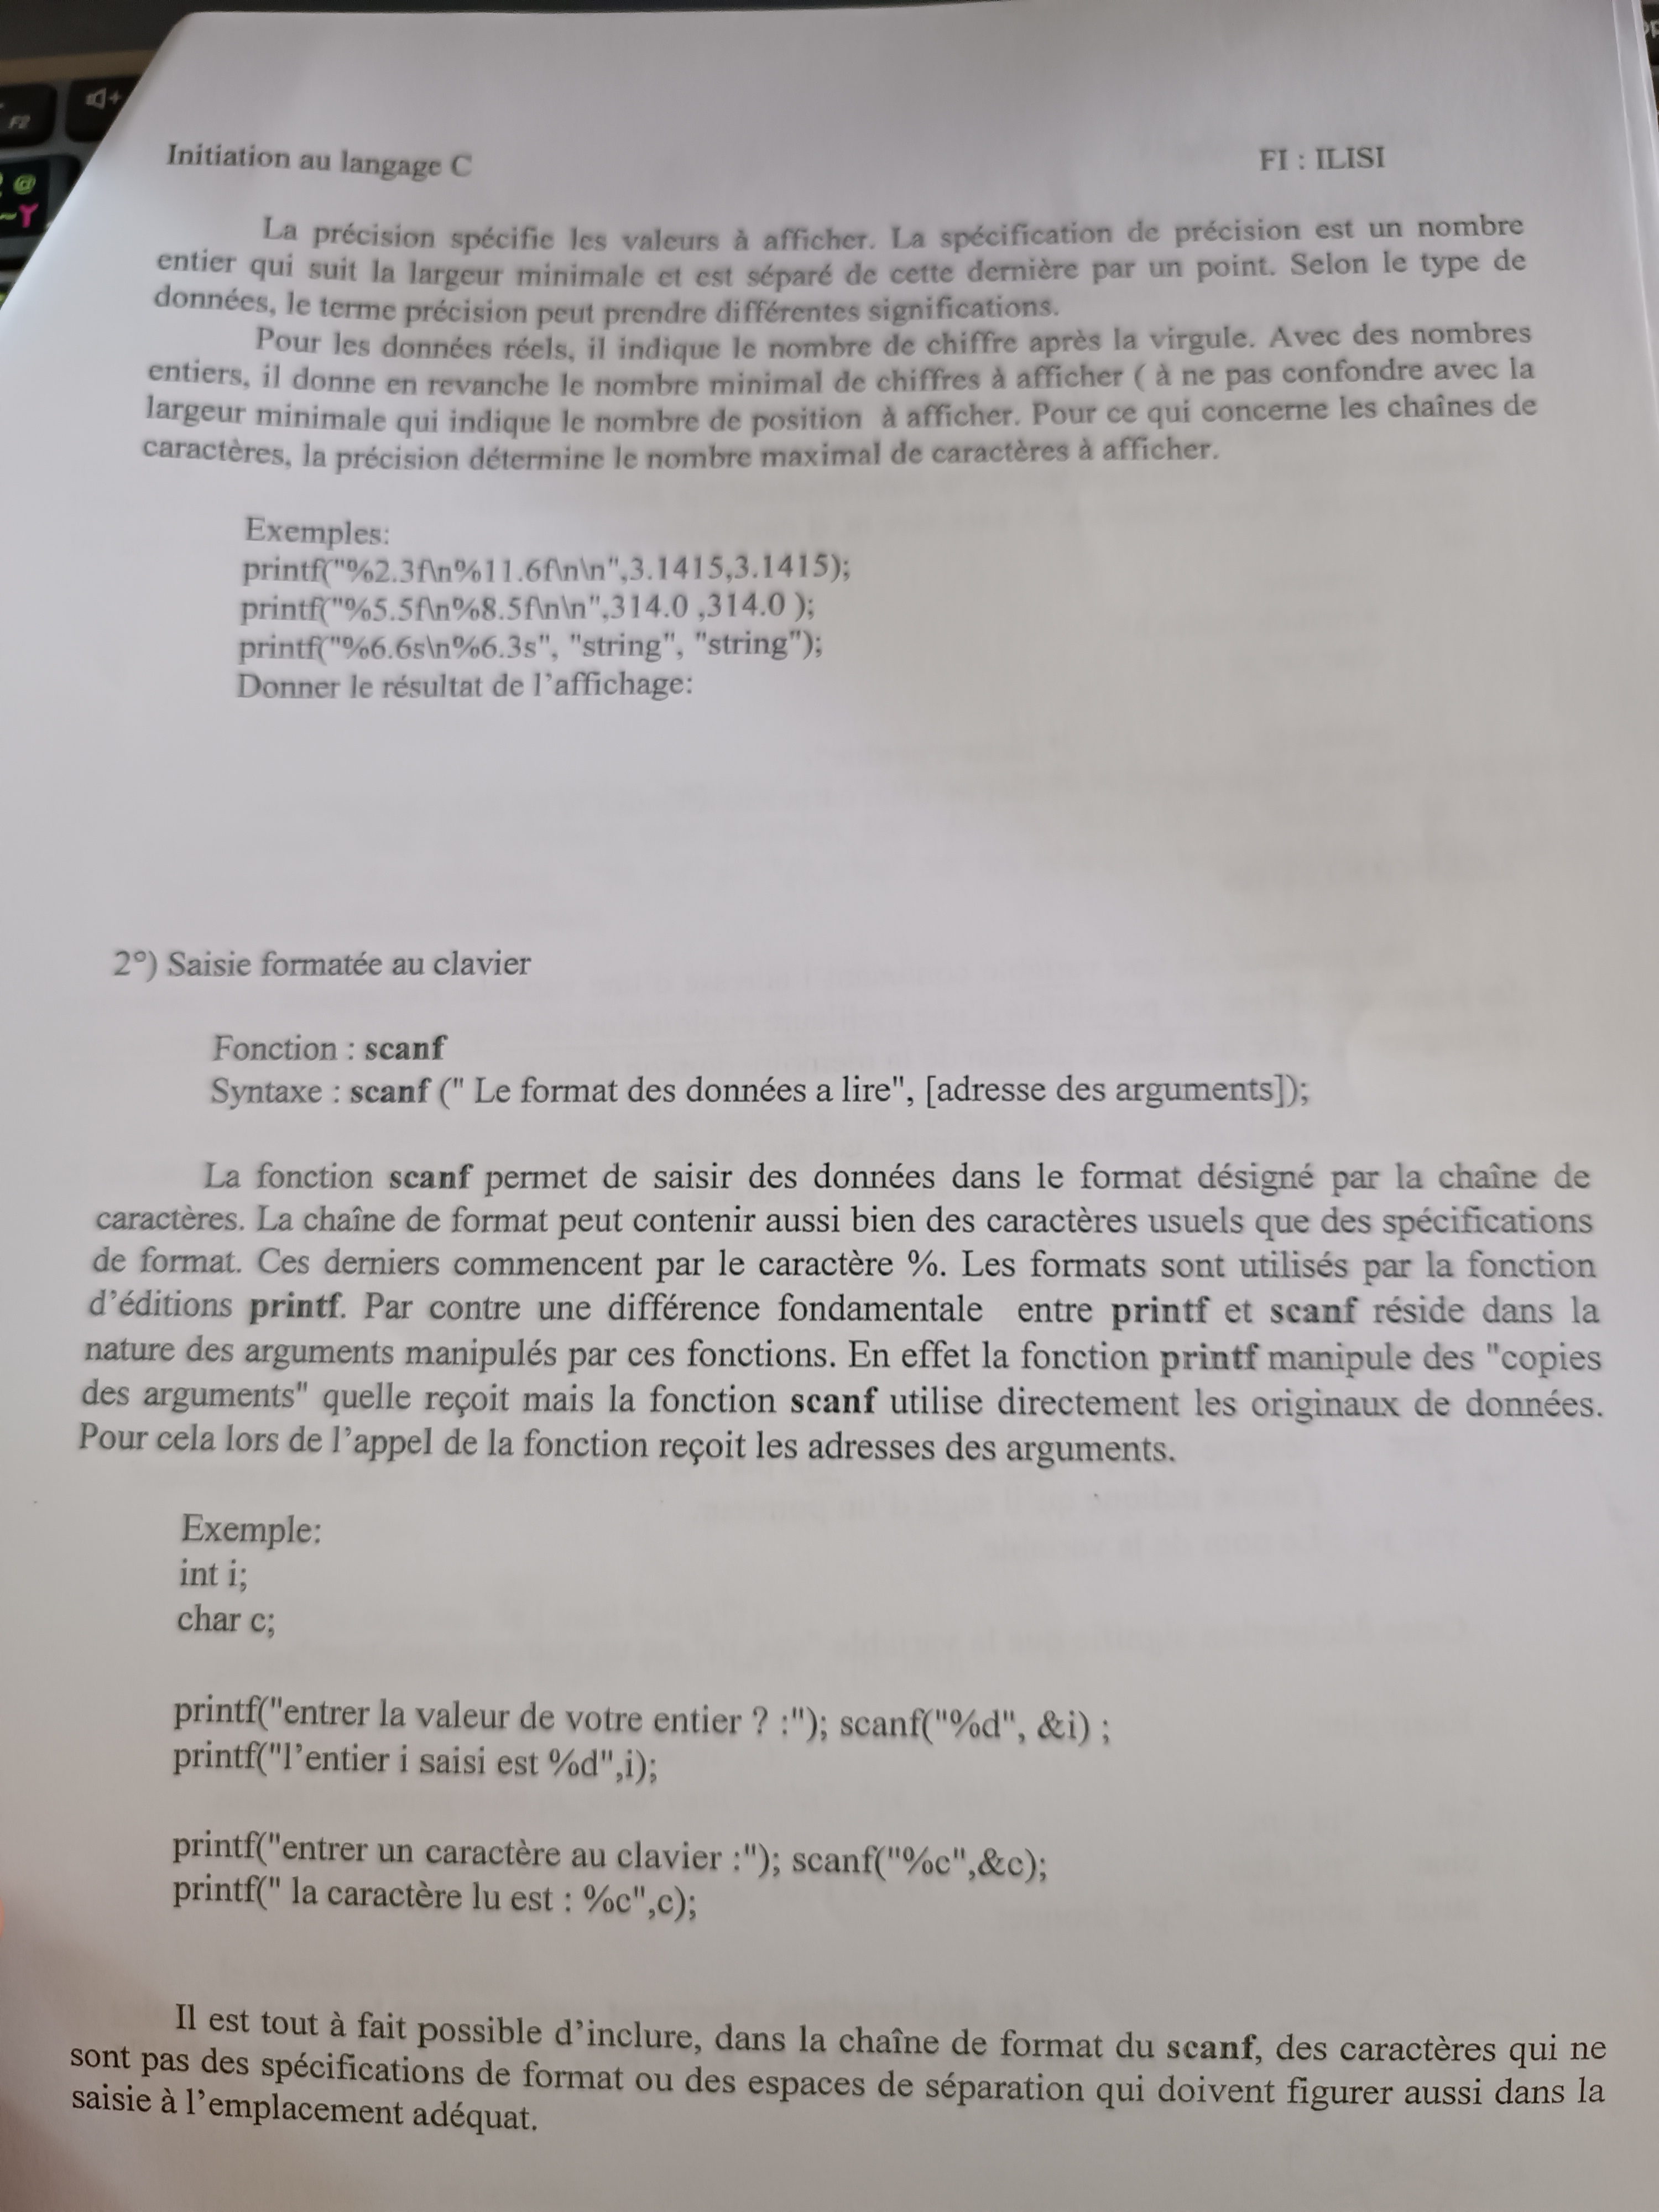 Initiation au langage C
FI : ILISI
La précision spécifie les valeurs à afficher. La spécification de précision est un nombre
entier qui suit la largeur minimale et est séparé de cette dernière par un point. Selon le type de
données, le terme précision peut prendre différentes significations.
Pour les données réels, il indique le nombre de chiffre après la virgule. Avec des nombres
entiers, il donne en revanche le nombre minimal de chiffres à afficher ( à ne pas confondre avec la
largeur minimale qui indique le nombre de position à afficher. Pour ce qui concerne les chaînes de
caractères, la précision détermine le nombre maximal de caractères à afficher.
Exemples:
printf("%2.3f\n%11.6f\n\n",3.1415,3.1415);
printf("%5.5f\n%8.5f\n\n",314.0 ,314.0 );
printf("%6.6s\n%6.3s", "string", "string");
Donner le résultat de l'affichage:
2°) Saisie formatée au clavier
Fonction : scanf
Syntaxe : scanf (" Le format des données a lire", [adresse des arguments]);
La fonction scanf permet de saisir des données dans le format désigné par la chaîne de
caractères. La chaîne de format peut contenir aussi bien des caractères usuels que des spécifications
de format. Ces derniers commencent par le caractère %. Les formats sont utilisés par la fonction
d'éditions printf. Par contre une différence fondamentale entre printf et scanf réside dans la
nature des arguments manipulés par ces fonctions. En effet la fonction printf manipule des "copies
des arguments" quelle reçoit mais la fonction scanf utilise directement les originaux de données.
Pour cela lors de l'appel de la fonction reçoit les adresses des arguments.
Exemple:
int i;
char c;
printf("entrer la valeur de votre entier ? :"); scanf("%d", &i) ;
printf("l'entier i saisi est %d",i);
printf("entrer un caractère au clavier :"); scanf("%c",&c);
printf(" la caractère lu est : %c",c);
Il est tout à fait possible d'inclure, dans la chaîne de format du scanf, des caractères qui ne
sont pas des spécifications de format ou des espaces de séparation qui doivent figurer aussi dans la
saisie à l'emplacement adéquat.
F2
@
~Y